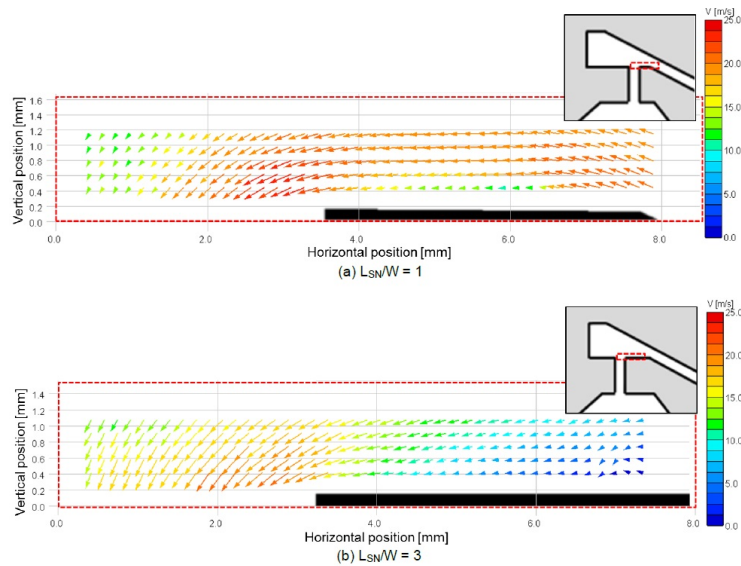 V [m/s]
25.0
20.0
15.0
10.0
5.0
0.0
Vertical position [mm]
1.6
1.4
1.2
1.0
0.8
0.6
0.4
0.2
0.0
0.0 2.0 4.0 6.0 8.0
Horizontal position [mm]
(a) LSN/W = 1
V [m/s]
25.0
20.0
15.0
10.0
5.0
0.0
Vertical position [mm]
1.4
1.2
1.0
0.8
0.6
0.4
0.2
0.0
0.0 2.0 4.0 6.0 8.0
Horizontal position [mm]
(b) LSN/W = 3